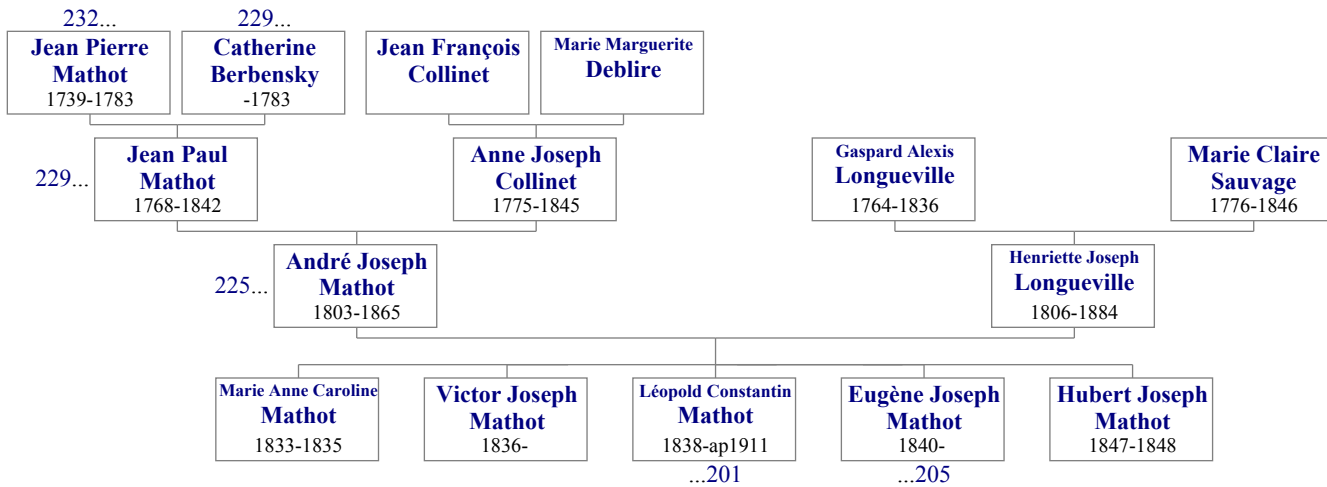 232...
229...
Jean Pierre
Mathot
1739-1783
Catherine
Berbensky
-1783
Jean François
Collinet
Marie Marguerite
Deblire
229...
Jean Paul
Mathot
1768-1842
Anne Joseph
Collinet
1775-1845
Gaspard Alexis
Longueville
1764-1836
Marie Claire
Sauvage
1776-1846
225...
André Joseph
Mathot
1803-1865
Henriette Joseph
Longueville
1806-1884
Marie Anne Caroline
Mathot
1833-1835
Victor Joseph
Mathot
1836-
Léopold Constantin
Mathot
1838-ap1911
Eugène Joseph
Mathot
1840-
Hubert Joseph
Mathot
1847-1848
...201
...205